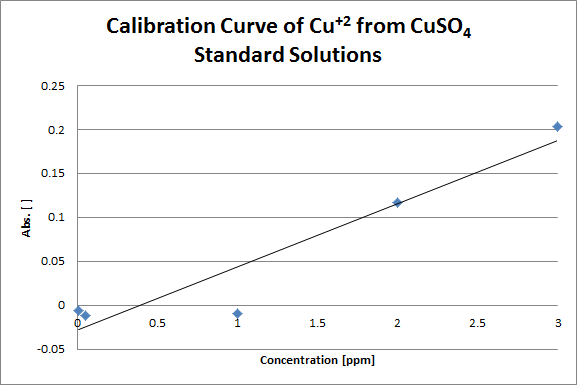 Calibration Curve of Cu⁺² from CuSO₄
Standard Solutions
0.25
0.2
0.15
0.1
0.05
0
-0.05
Abs. [ ]
0 0.5 1 1.5 2 2.5 3
Concentration [ppm]